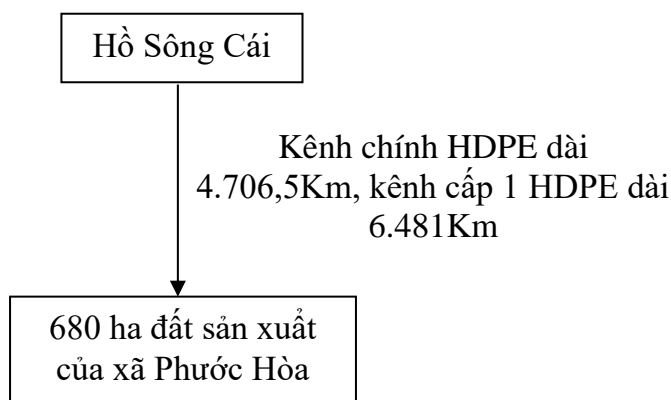 Hồ Sông Cái
Kênh chính HDPE dài
4.706,5Km, kênh cấp 1 HDPE dài
6.481Km
680 ha đất sản xuất
của xã Phước Hòa